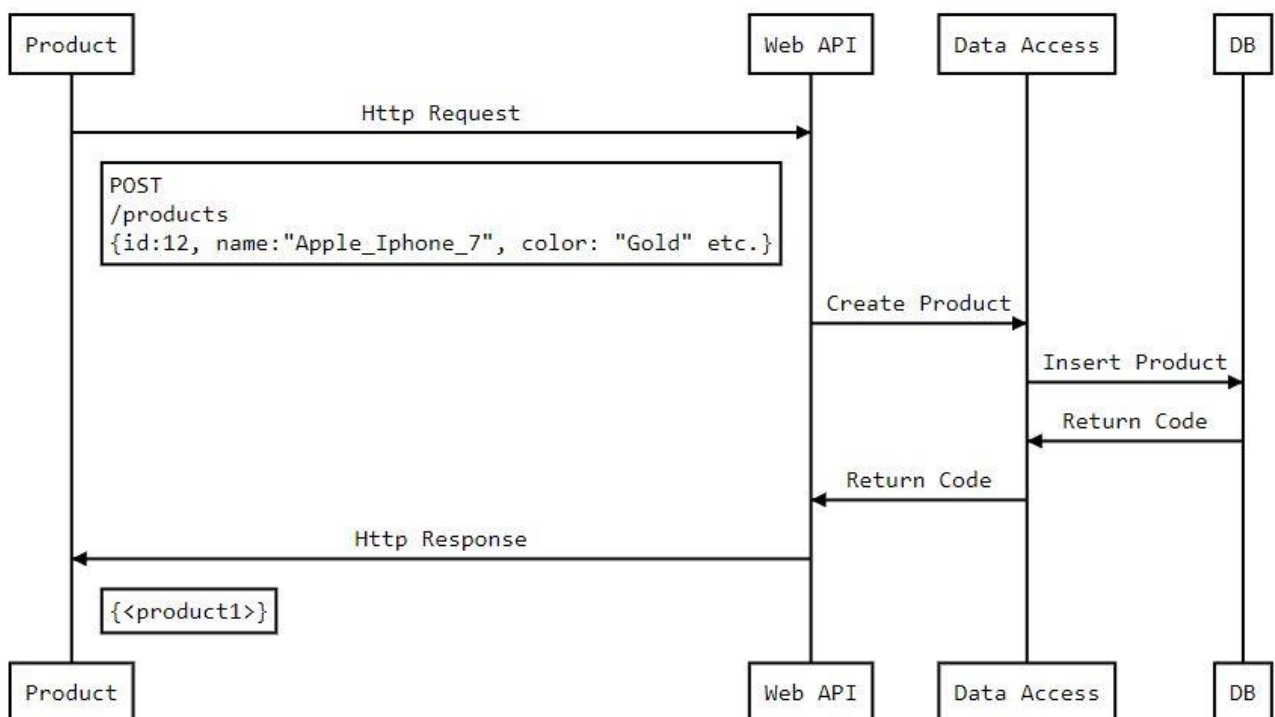 Product
Web API
Data Access
DB
Http Request
POST
/products
{id:12, name:"Apple_Iphone_7", color: "Gold" etc.}
Create Product
Insert Product
Return Code
Return Code
Http Response
{<product1>}
Product
Web API
Data Access
DB